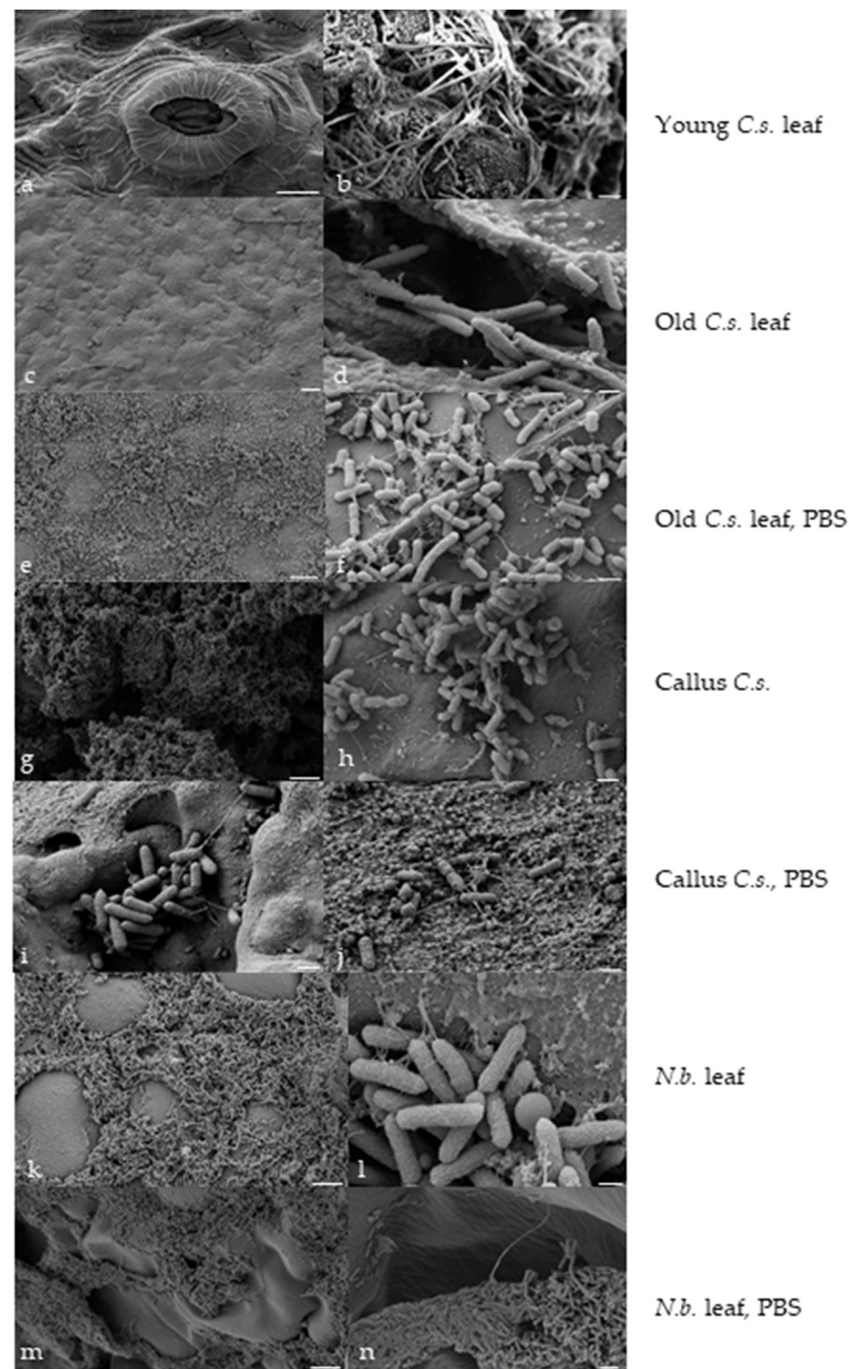 a
b
Young C.s. leaf
c
d
Old C.s. leaf
e
f
Old C.s. leaf, PBS
g
h
Callus C.s.
i
j
Callus C.s., PBS
k
l
N.b. leaf
m
n
N.b. leaf, PBS